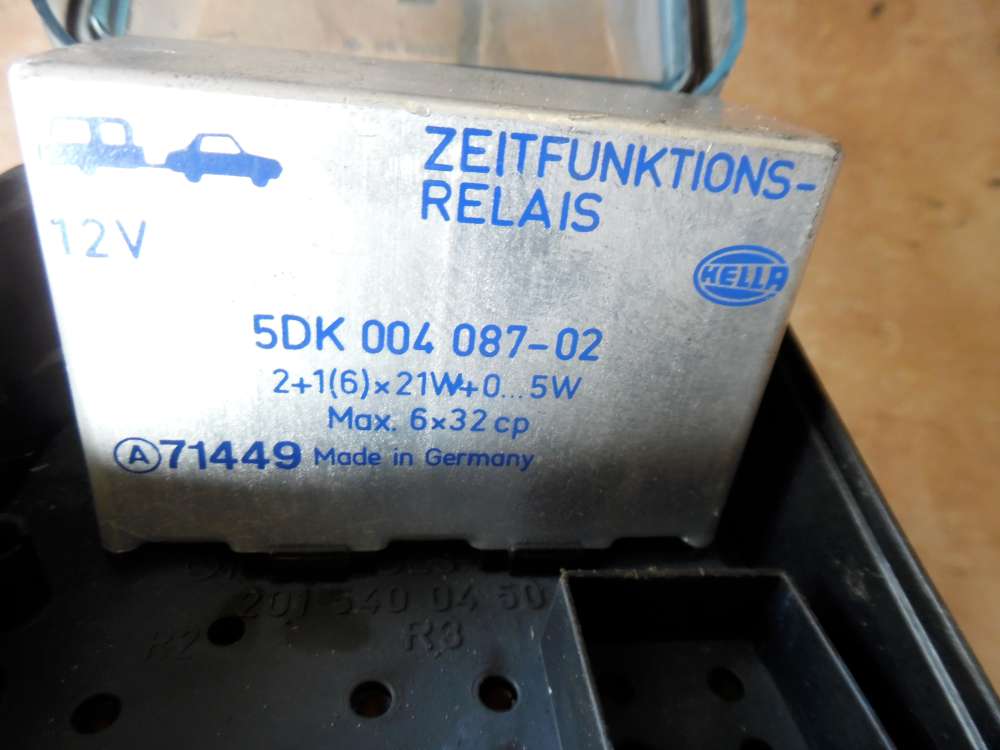 ZEITFUNKTIONS-
RELAIS
12V
HELLA
5DK 004 087-02
2+1(6)×21W+0...5W
Max. 6×32 cp
A 71449 Made in Germany
201 540 04 50
R2 R3